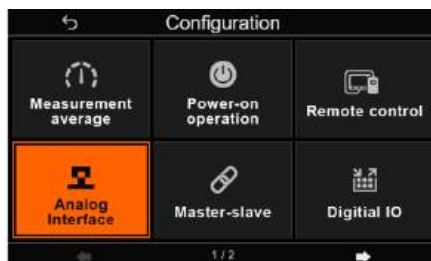 Configuration
Measurement
average
Power-on
operation
Remote control
Analog
Interface
Master-slave
Digitial IO
1/2